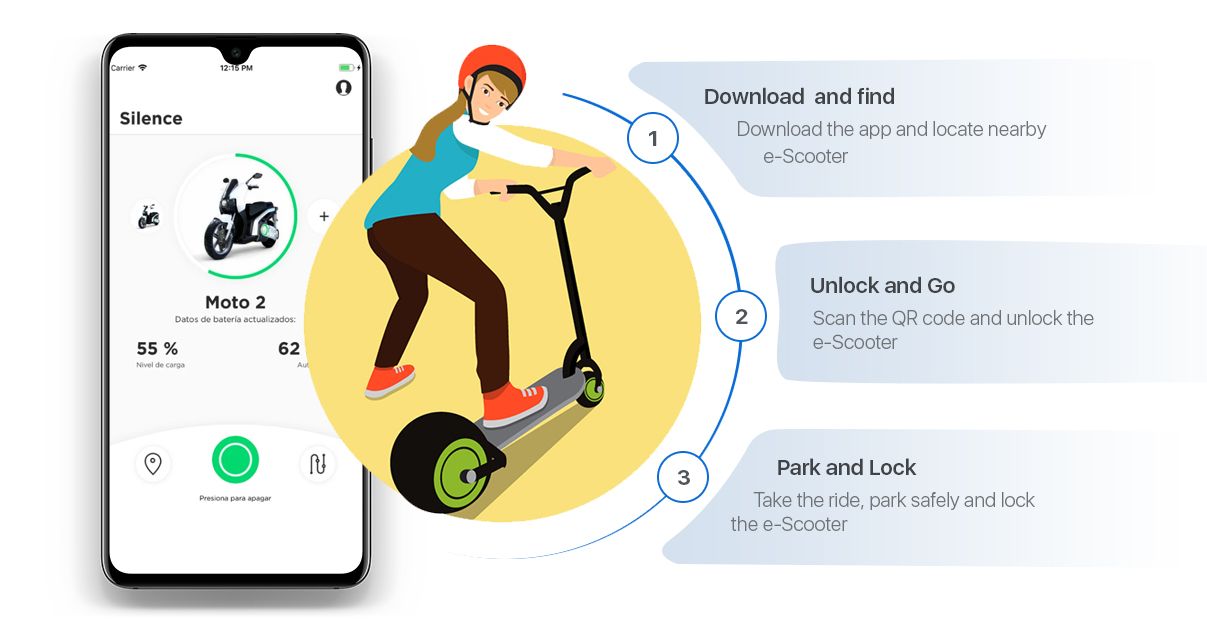 Carrier
12:15 PM
Silence
+
Moto 2
Datos de batería actualizados:
55 %
62
Nivel de carga
Presiona para apagar
1
Download and find
Download the app and locate nearby
e-Scooter
2
Unlock and Go
Scan the QR code and unlock the
e-Scooter
3
Park and Lock
Take the ride, park safely and lock
the e-Scooter